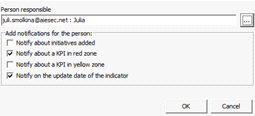 Person responsible
juli.smolkina@aiesec.net : Julia
...
Add notifications for the person:
Notify about initiatives added
Notify about a KPI in red zone
Notify about a KPI in yellow zone
Notify on the update date of the indicator
OK Cancel